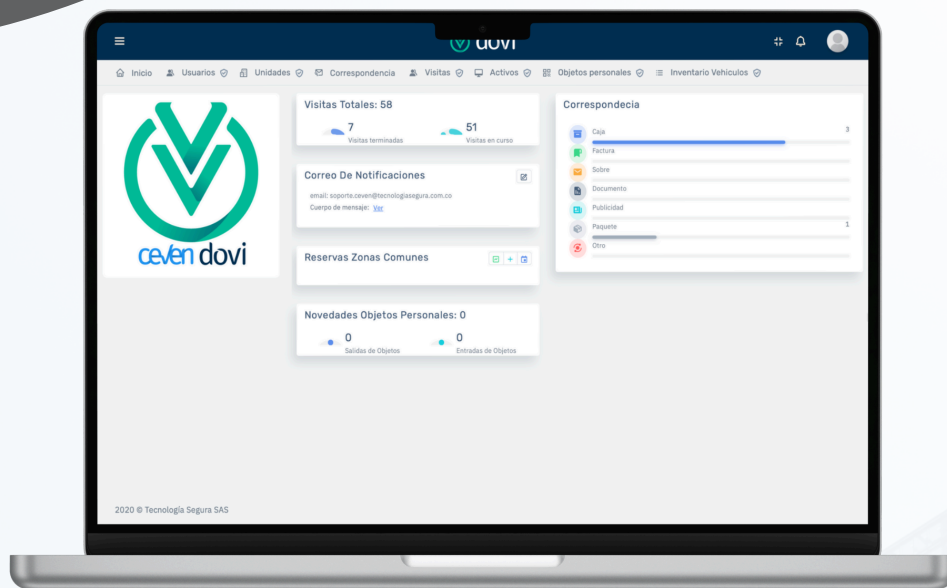 dovi
Inicio Usuarios Unidades Correspondencia Visitas Activos Objetos personales Inventario Vehiculos
ceven dovi
Visitas Totales: 58
7
Visitas terminadas
51
Visitas en curso
Correo De Notificaciones
email: soporte.ceven@tecnologiasegura.com.co
Cuerpo de mensaje: Ver
Reservas Zonas Comunes
Novedades Objetos Personales: 0
0
Salidas de Objetos
0
Entradas de Objetos
Correspondecia
Caja 3
Factura
Sobre
Documento
Publicidad
Paquete 1
Otro
2020 © Tecnología Segura SAS